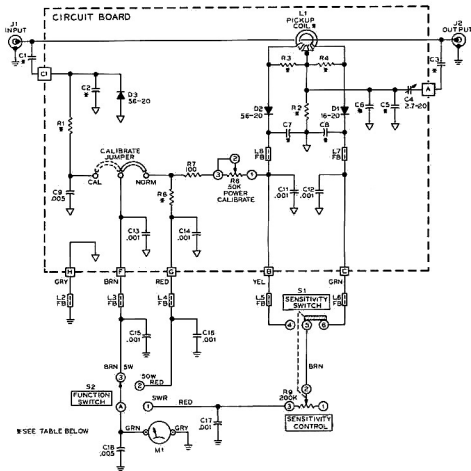 CIRCUIT BOARD
L1
PICKUP
COIL *
J1
INPUT
J2
OUTPUT
C1
*
C3
*
C1
R3
*
R4
*
C2
*
D3
56-20
A
C4
2.7-20
R1
*
D2
56-20
R2
*
D1
16-20
C6
*
C5
*
C7
*
C8
*
CALIBRATE
JUMPER
L8
FB
L7
FB
R7
100
2
C9
.005
CAL
NORM
3
1
R8
50K
POWER
CALIBRATE
R6
*
C11
.001
C12
.001
C13
.001
C14
.001
H
F
G
B
C
GRY
BRN
RED
YEL
GRN
L2
FB
L3
FB
L4
FB
L5
FB
L6
FB
S1
SENSITIVITY
SWITCH
4
5
6
C15
.001
C16
.001
BRN
BRN
5W
3
50W
2
RED
S2
FUNCTION
SWITCH
A
SWR
1
RED
R9
200K
2
3
1
C17
.001
SENSITIVITY
CONTROL
*SEE TABLE BELOW
GRN
GRY
M1
C18
.005